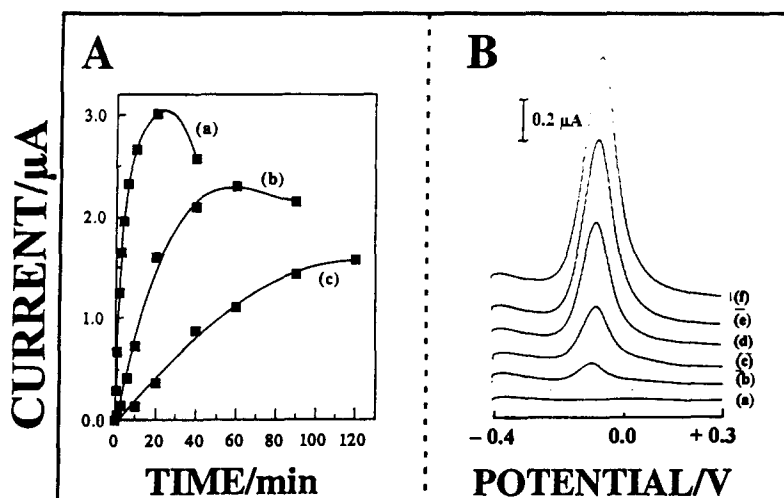 A
B
3.0
2.0
1.0
0.0
0 20 40 60 80 100 120
(a)
(b)
(c)
CURRENT/μA
TIME/min
0.2 μA
(f)
(e)
(d)
(c)
(b)
(a)
− 0.4 0.0 + 0.3
POTENTIAL/V